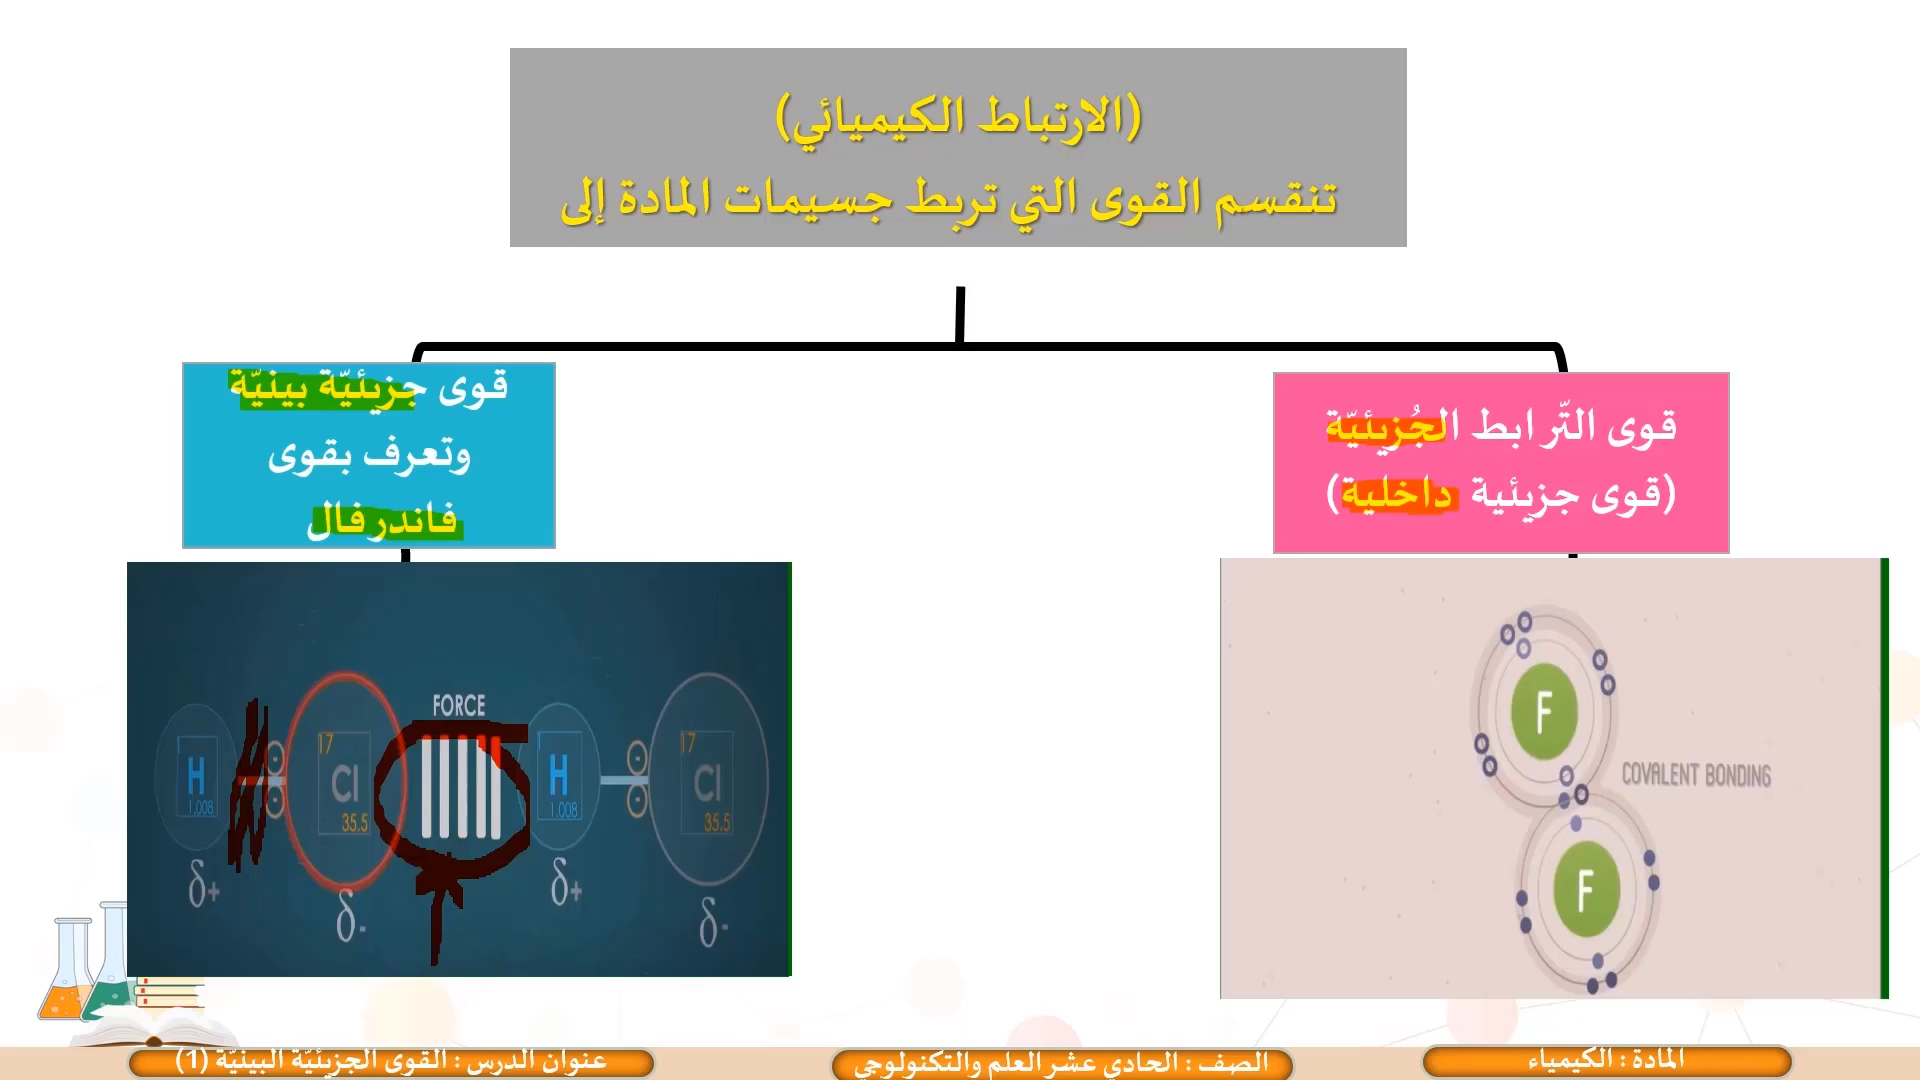 (الارتباط الكيميائي)
تنقسم القوى التي تربط جسيمات المادة إلى
قوى التّرابط الجُزيئيّة
(قوى جزيئية داخلية)
قوى جزيئيّة بينيّة
وتعرف بقوى
فاندرفال
F
COVALENT BONDING
F
FORCE
H
1.008
17
Cl
35.5
1
H
1.008
17
Cl
35.5
δ+
δ-
δ+
δ-
المادة : الكيمياء
الصف : الحادي عشر العلم والتكنولوجي
عنوان الدرس : القوى الجزيئيّة البينيّة (1)